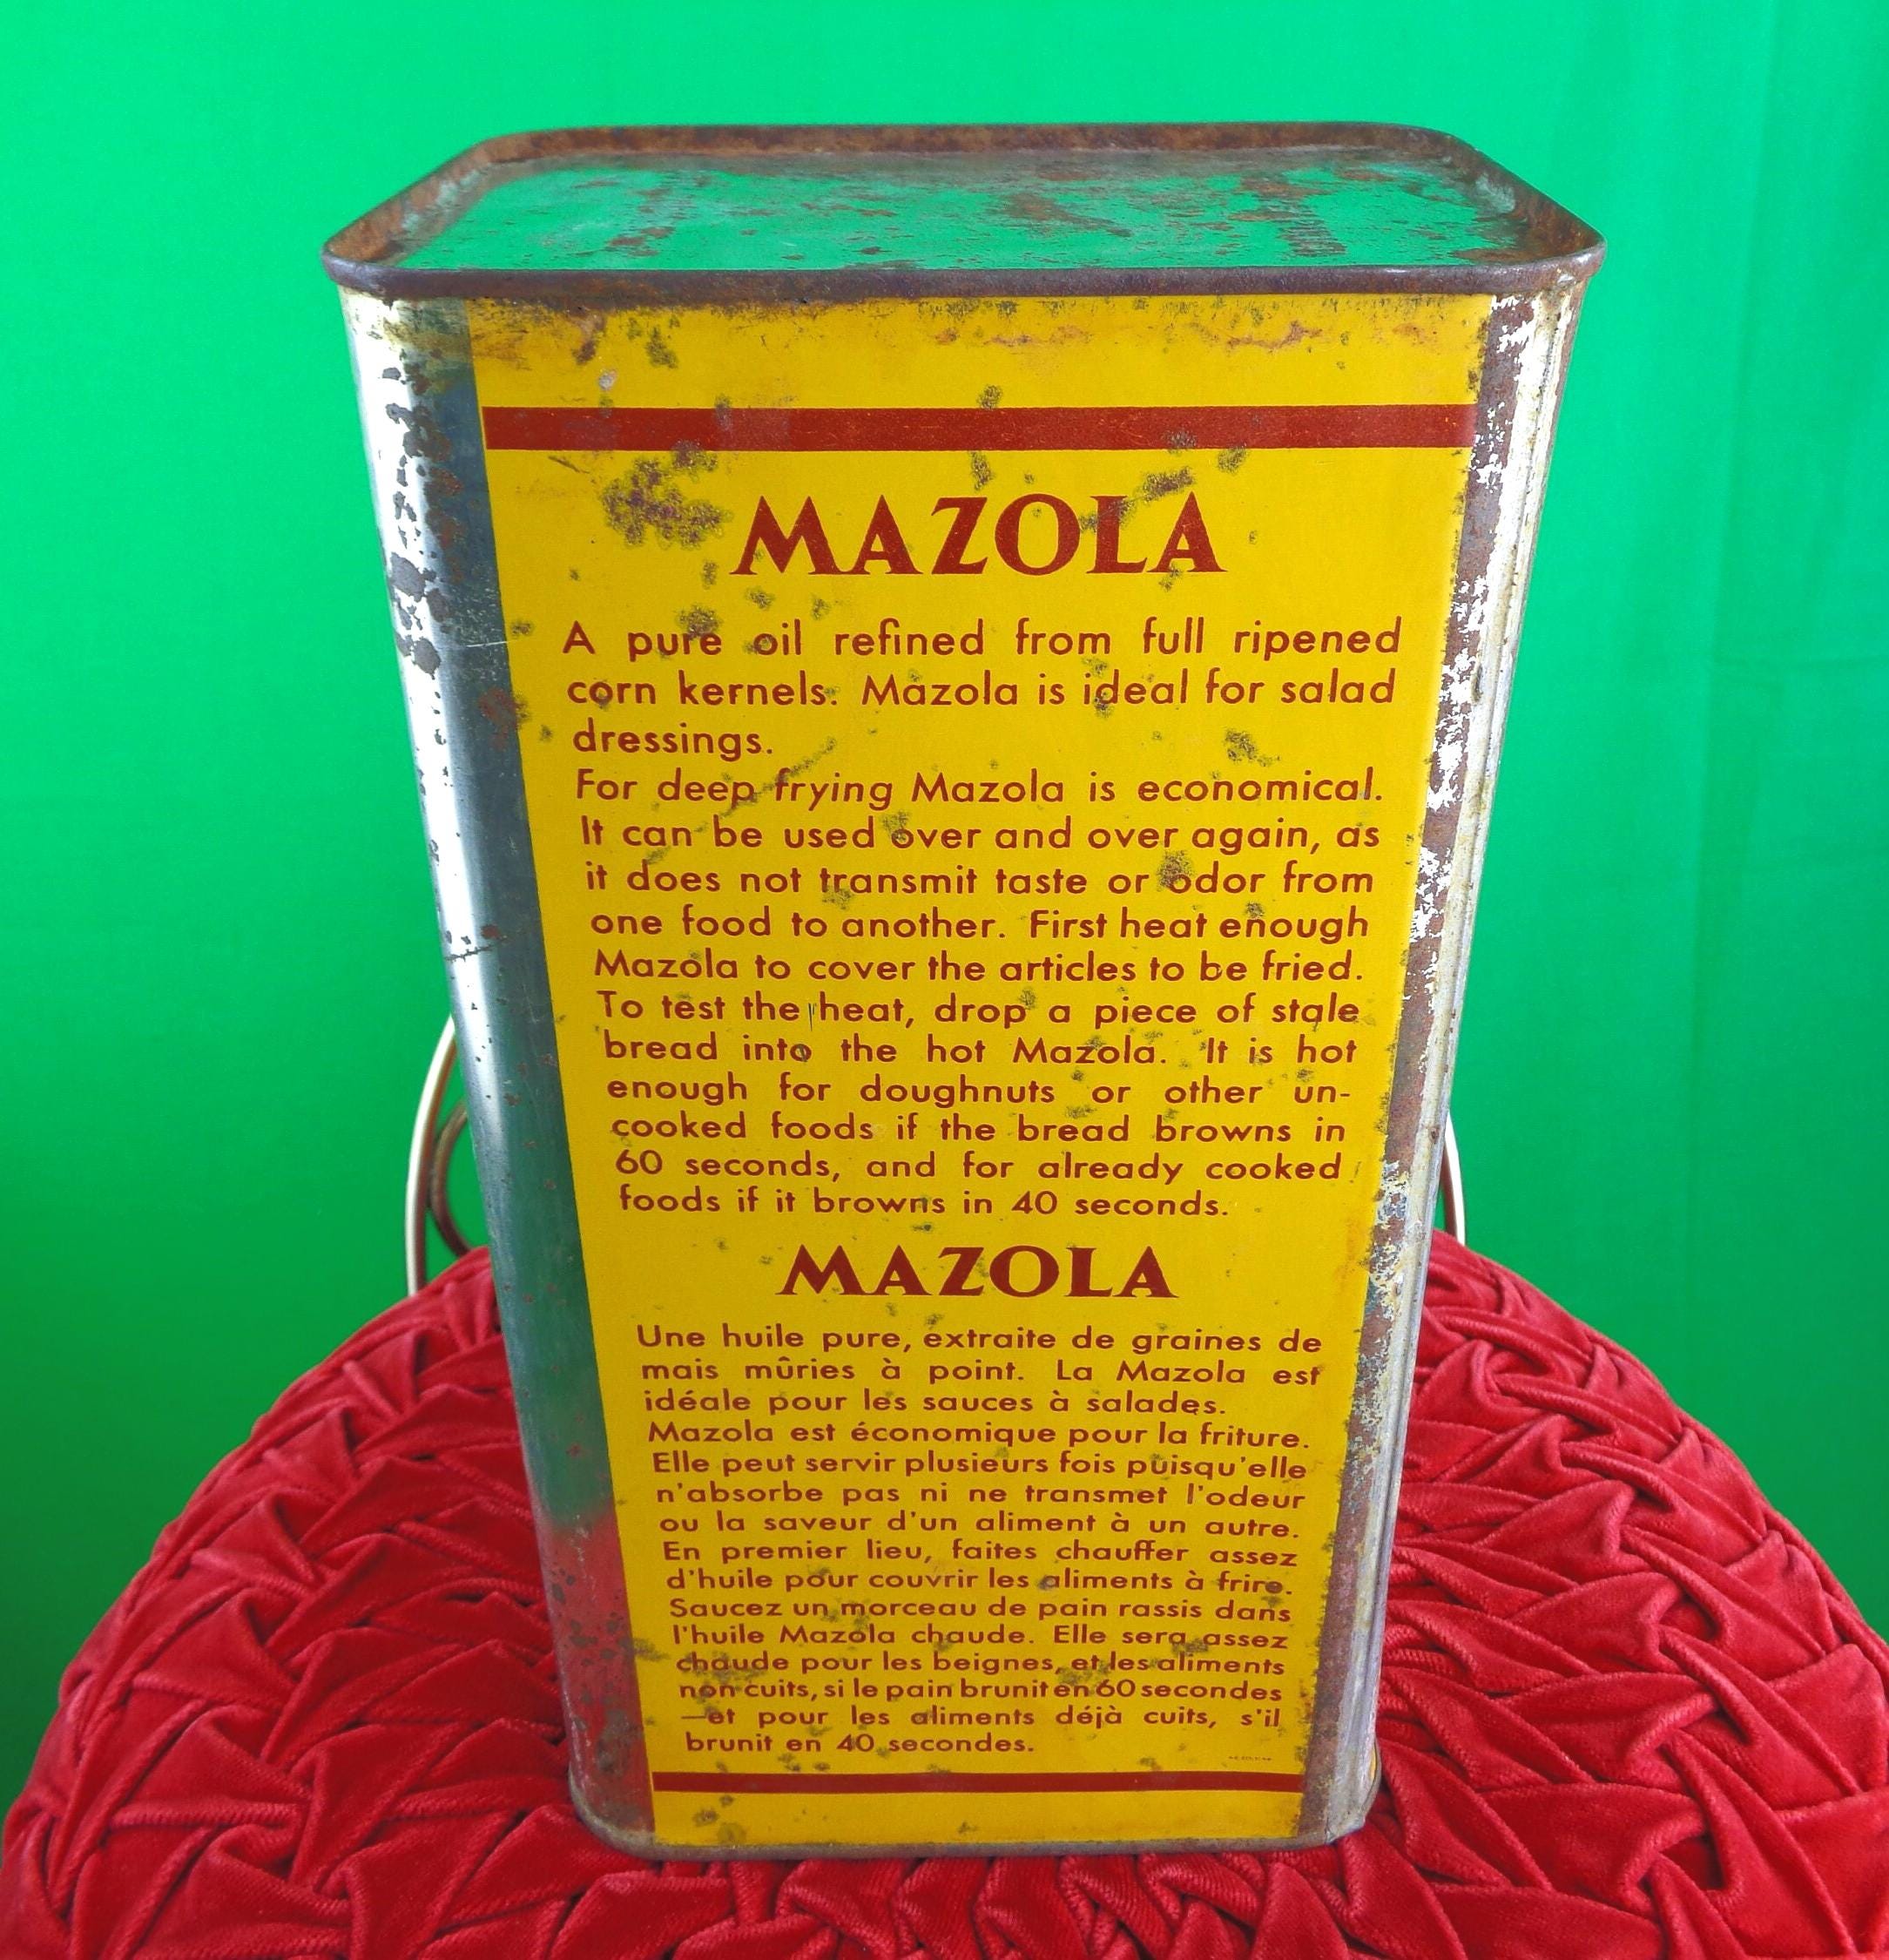 MAZOLA
A pure oil refined from full ripened
corn kernels. Mazola is ideal for salad
dressings.
For deep frying Mazola is economical.
It can be used over and over again, as
it does not transmit taste or odor from
one food to another. First heat enough
Mazola to cover the articles to be fried.
To test the heat, drop a piece of stale
bread into the hot Mazola. It is hot
enough for doughnuts or other un-
cooked foods if the bread browns in
60 seconds, and for already cooked
foods if it browns in 40 seconds.
MAZOLA
Une huile pure, extraite de graines de
mais mûries à point. La Mazola est
idéale pour les sauces à salades.
Mazola est économique pour la friture.
Elle peut servir plusieurs fois puisqu'elle
n'absorbe pas ni ne transmet l'odeur
ou la saveur d'un aliment à un autre.
En premier lieu, faites chauffer assez
d'huile pour couvrir les aliments à frire.
Saucez un morceau de pain rassis dans
l'huile Mazola chaude. Elle sera assez
chaude pour les beignes, et les aliments
non cuits, si le pain brunit en 60 secondes
—et pour les aliments déjà cuits, s'il
brunit en 40 secondes.